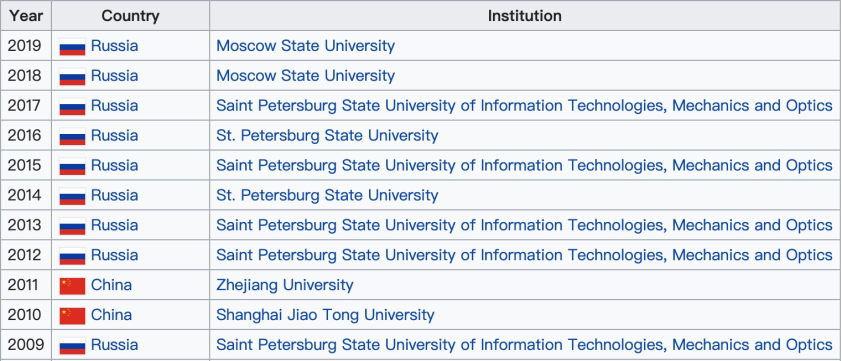 Year Country Institution
2019 Russia Moscow State University
2018 Russia Moscow State University
2017 Russia Saint Petersburg State University of Information Technologies, Mechanics and Optics
2016 Russia St. Petersburg State University
2015 Russia Saint Petersburg State University of Information Technologies, Mechanics and Optics
2014 Russia St. Petersburg State University
2013 Russia Saint Petersburg State University of Information Technologies, Mechanics and Optics
2012 Russia Saint Petersburg State University of Information Technologies, Mechanics and Optics
2011 China Zhejiang University
2010 China Shanghai Jiao Tong University
2009 Russia Saint Petersburg State University of Information Technologies, Mechanics and Optics